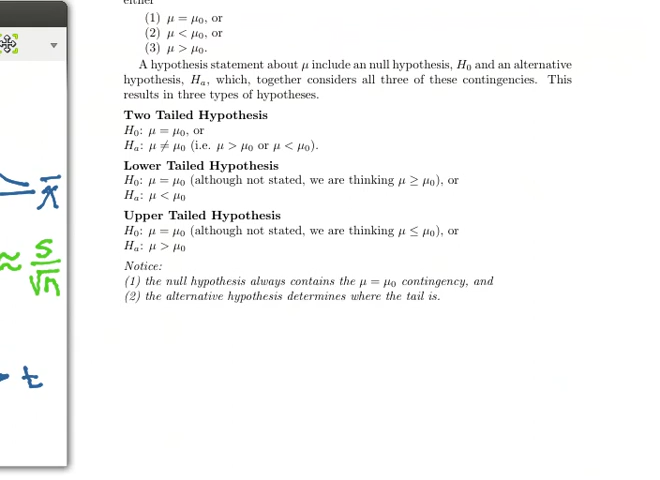 either
(1) μ = μ₀, or
(2) μ < μ₀, or
(3) μ > μ₀.
A hypothesis statement about μ include an null hypothesis, H₀ and an alternative
hypothesis, Hₐ, which, together considers all three of these contingencies. This
results in three types of hypotheses.
Two Tailed Hypothesis
H₀: μ = μ₀, or
Hₐ: μ ≠ μ₀ (i.e. μ > μ₀ or μ < μ₀).
Lower Tailed Hypothesis
H₀: μ = μ₀ (although not stated, we are thinking μ ≥ μ₀), or
Hₐ: μ < μ₀
Upper Tailed Hypothesis
H₀: μ = μ₀ (although not stated, we are thinking μ ≤ μ₀), or
Hₐ: μ > μ₀
Notice:
(1) the null hypothesis always contains the μ = μ₀ contingency, and
(2) the alternative hypothesis determines where the tail is.
x̄
≈ s/√n
t